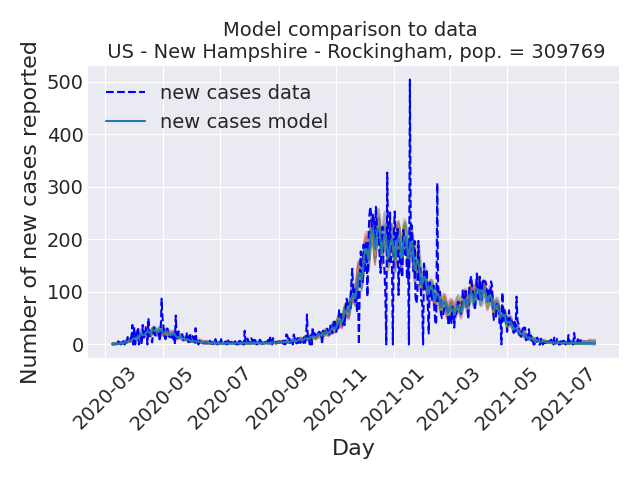 Model comparison to data
US - New Hampshire - Rockingham, pop. = 309769
Number of new cases reported
500
400
300
200
100
0
new cases data
new cases model
2020-03
2020-05
2020-07
2020-09
2020-11
2021-01
2021-03
2021-05
2021-07
Day